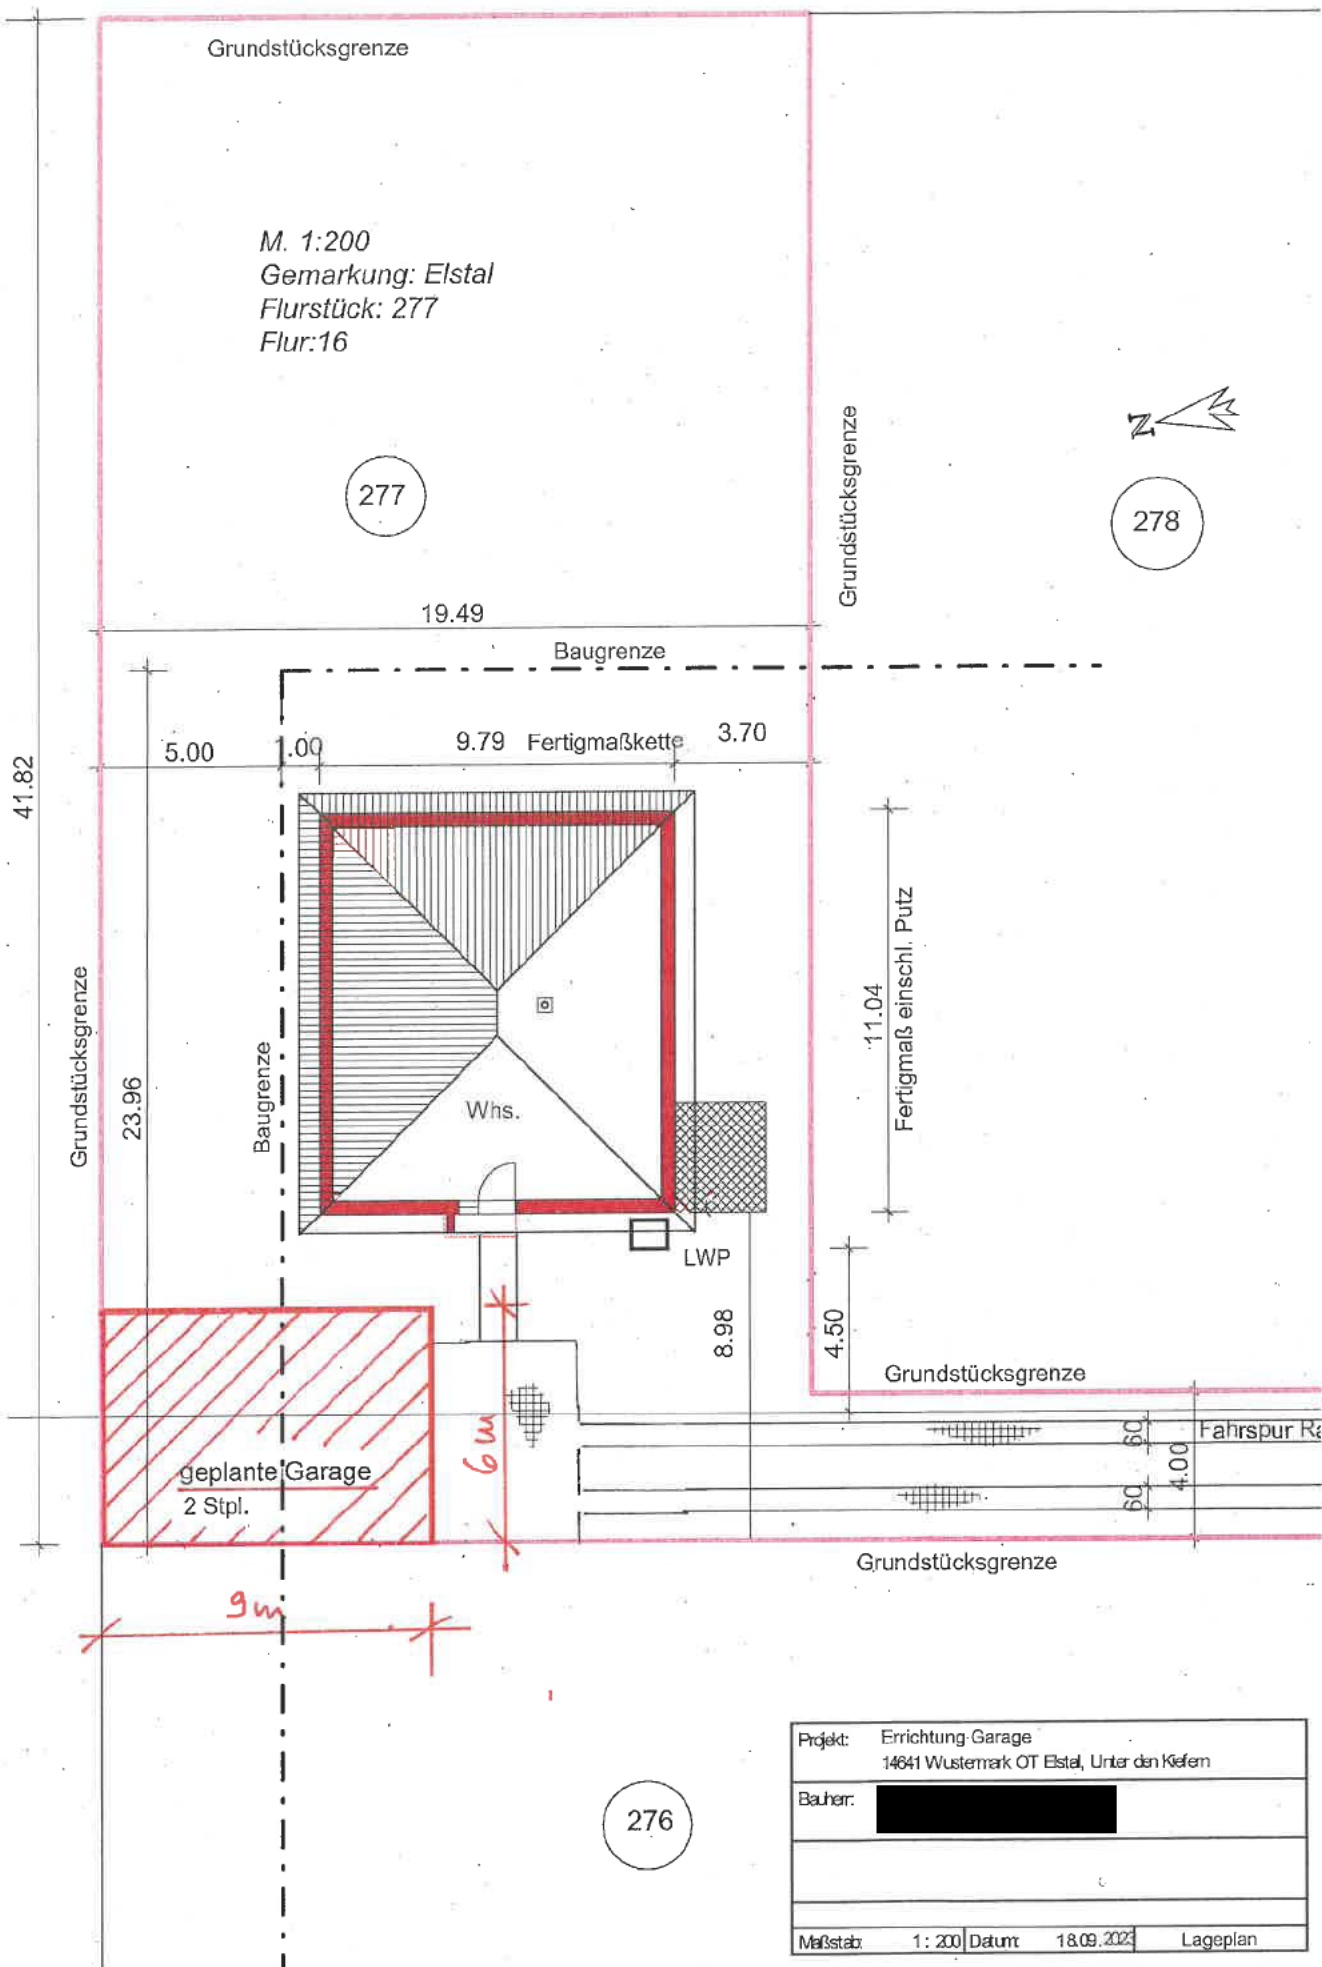 Grundstücksgrenze
M. 1:200
Gemarkung: Elstal
Flurstück: 277
Flur:16
Grundstücksgrenze
N
277
278
19.49
Baugrenze
41.82
5.00
1.00
9.79 Fertigmaßkette
3.70
11.04
Fertigmaß einschl. Putz
Grundstücksgrenze
23.96
Baugrenze
Whs.
LWP
8.98
4.50
Grundstücksgrenze
6m
60
Fahrspur
4.00
60
geplante Garage
2 Stpl.
Grundstücksgrenze
9m
276
Projekt: Errichtung Garage
14641 Wustermark OT Elstal, Unter den Kiefern
Bauherr:
Maßstab: 1: 200 Datum: 18.09.2023 Lageplan